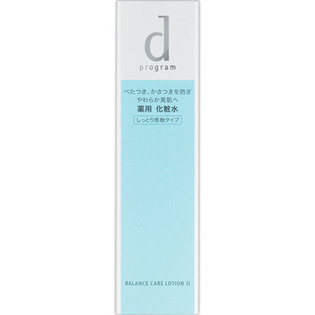 d
program
べたつき、かさつきを防ぎ
やわらか美肌へ
薬用 化粧水
しっとり感触タイプ
BALANCE CARE LOTION II